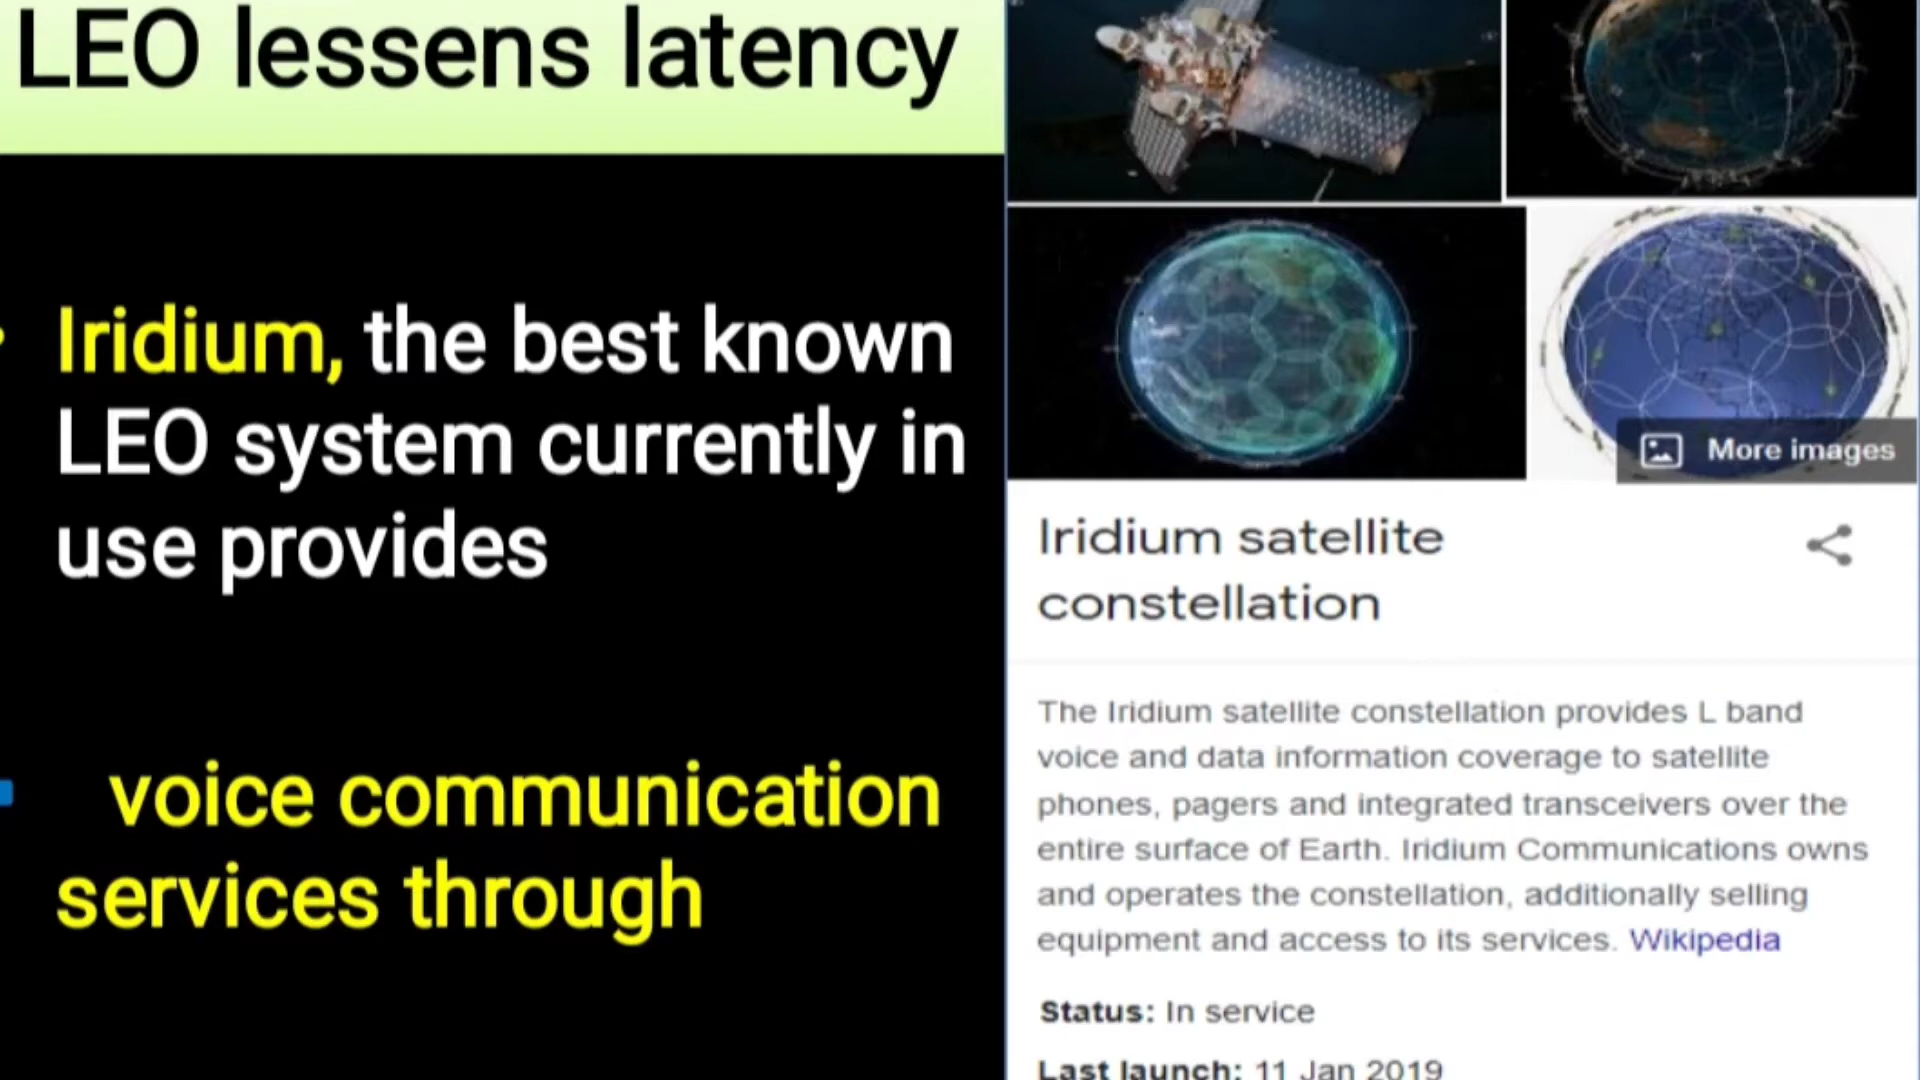 LEO lessens latency
Iridium, the best known
LEO system currently in
use provides
voice communication
services through
More images
Iridium satellite
constellation
The Iridium satellite constellation provides L band
voice and data information coverage to satellite
phones, pagers and integrated transceivers over the
entire surface of Earth. Iridium Communications owns
and operates the constellation, additionally selling
equipment and access to its services. Wikipedia
Status: In service
Last launch: 11 Jan 2019